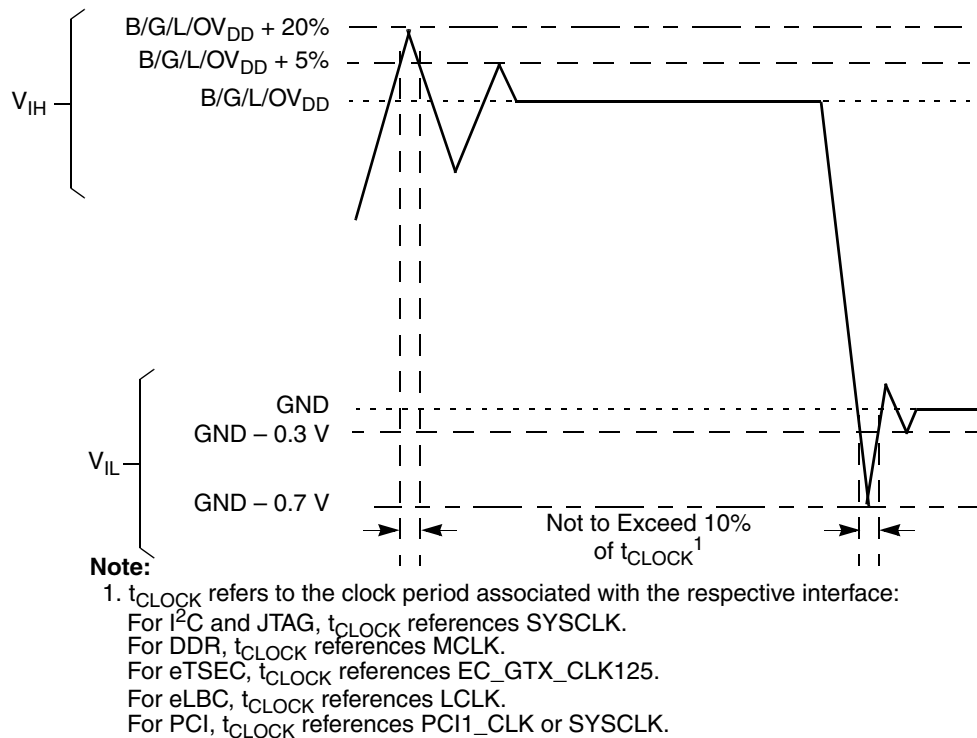 B/G/L/OV_DD + 20%
B/G/L/OV_DD + 5%
B/G/L/OV_DD
V_IH
GND
GND – 0.3 V
V_IL
GND – 0.7 V
Not to Exceed 10%
of t_CLOCK^1
Note:
1. t_CLOCK refers to the clock period associated with the respective interface:
For I^2C and JTAG, t_CLOCK references SYSCLK.
For DDR, t_CLOCK references MCLK.
For eTSEC, t_CLOCK references EC_GTX_CLK125.
For eLBC, t_CLOCK references LCLK.
For PCI, t_CLOCK references PCI1_CLK or SYSCLK.